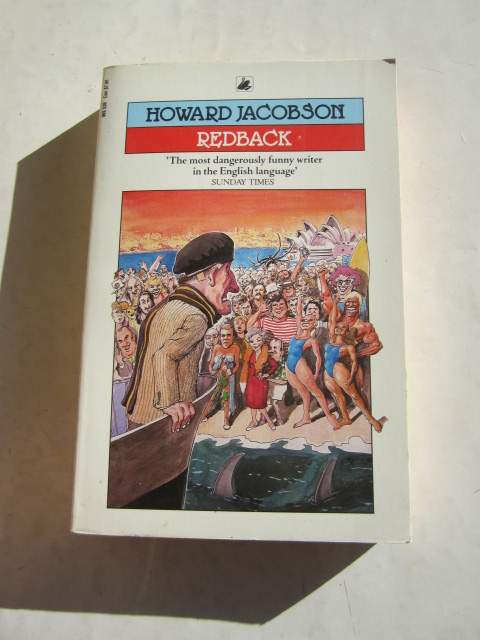 HOWARD JACOBSON
REDBACK
'The most dangerously funny writer
in the English language'
SUNDAY TIMES